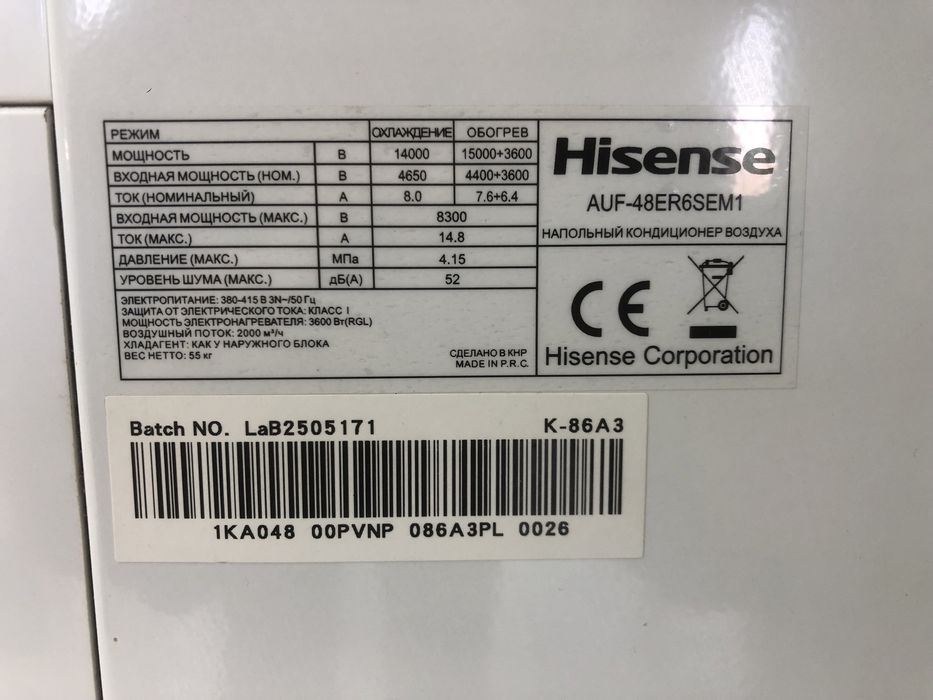 РЕЖИМ ОХЛАЖДЕНИЕ ОБОГРЕВ
МОЩНОСТЬ В 14000 15000+3600
ВХОДНАЯ МОЩНОСТЬ (НОМ.) В 4650 4400+3600
ТОК (НОМИНАЛЬНЫЙ) А 8.0 7.6+6.4
ВХОДНАЯ МОЩНОСТЬ (МАКС.) В 8300
ТОК (МАКС.) А 14.8
ДАВЛЕНИЕ (МАКС.) МПа 4.15
УРОВЕНЬ ШУМА (МАКС.) дБ(А) 52
ЭЛЕКТРОПИТАНИЕ: 380-415 В 3N~/50 Гц
ЗАЩИТА ОТ ЭЛЕКТРИЧЕСКОГО ТОКА: КЛАСС I
МОЩНОСТЬ ЭЛЕКТРОНАГРЕВАТЕЛЯ: 3600 Вт(RGL)
ВОЗДУШНЫЙ ПОТОК: 2000 м³/ч
ХЛАДАГЕНТ: КАК У НАРУЖНОГО БЛОКА
ВЕС НЕТТО: 55 кг
СДЕЛАНО В КНР
MADE IN P.R.C.
Hisense
AUF-48ER6SEM1
НАПОЛЬНЫЙ КОНДИЦИОНЕР ВОЗДУХА
CE
Hisense Corporation
Batch NO. LaB2505171 K-86A3
1KA048 00PVNP 086A3PL 0026